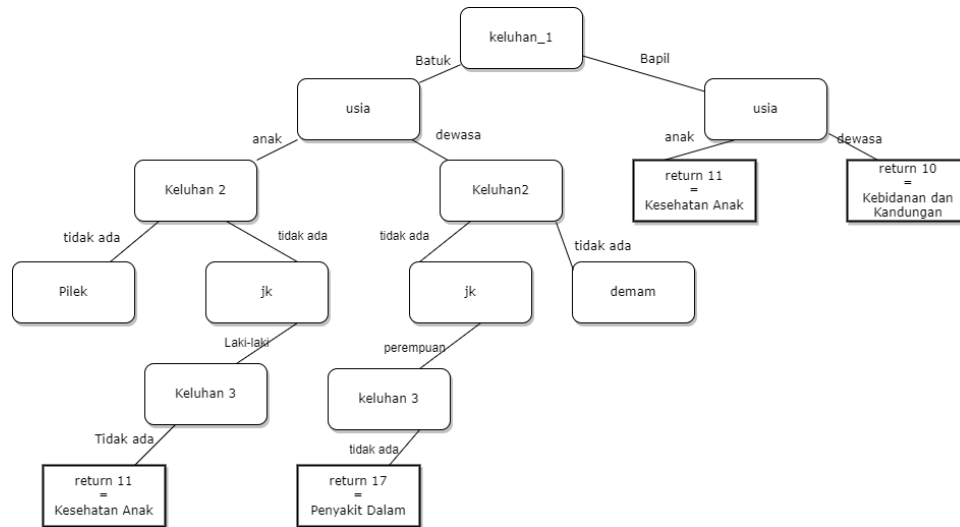 keluhan_1
Batuk
Bapil
usia
usia
anak
dewasa
anak
dewasa
Keluhan 2
Keluhan2
return 11
=
Kesehatan Anak
return 10
=
Kebidanan dan
Kandungan
tidak ada
tidak ada
tidak ada
tidak ada
Pilek
jk
jk
demam
Laki-laki
perempuan
Keluhan 3
keluhan 3
Tidak ada
tidak ada
return 11
=
Kesehatan Anak
return 17
=
Penyakit Dalam